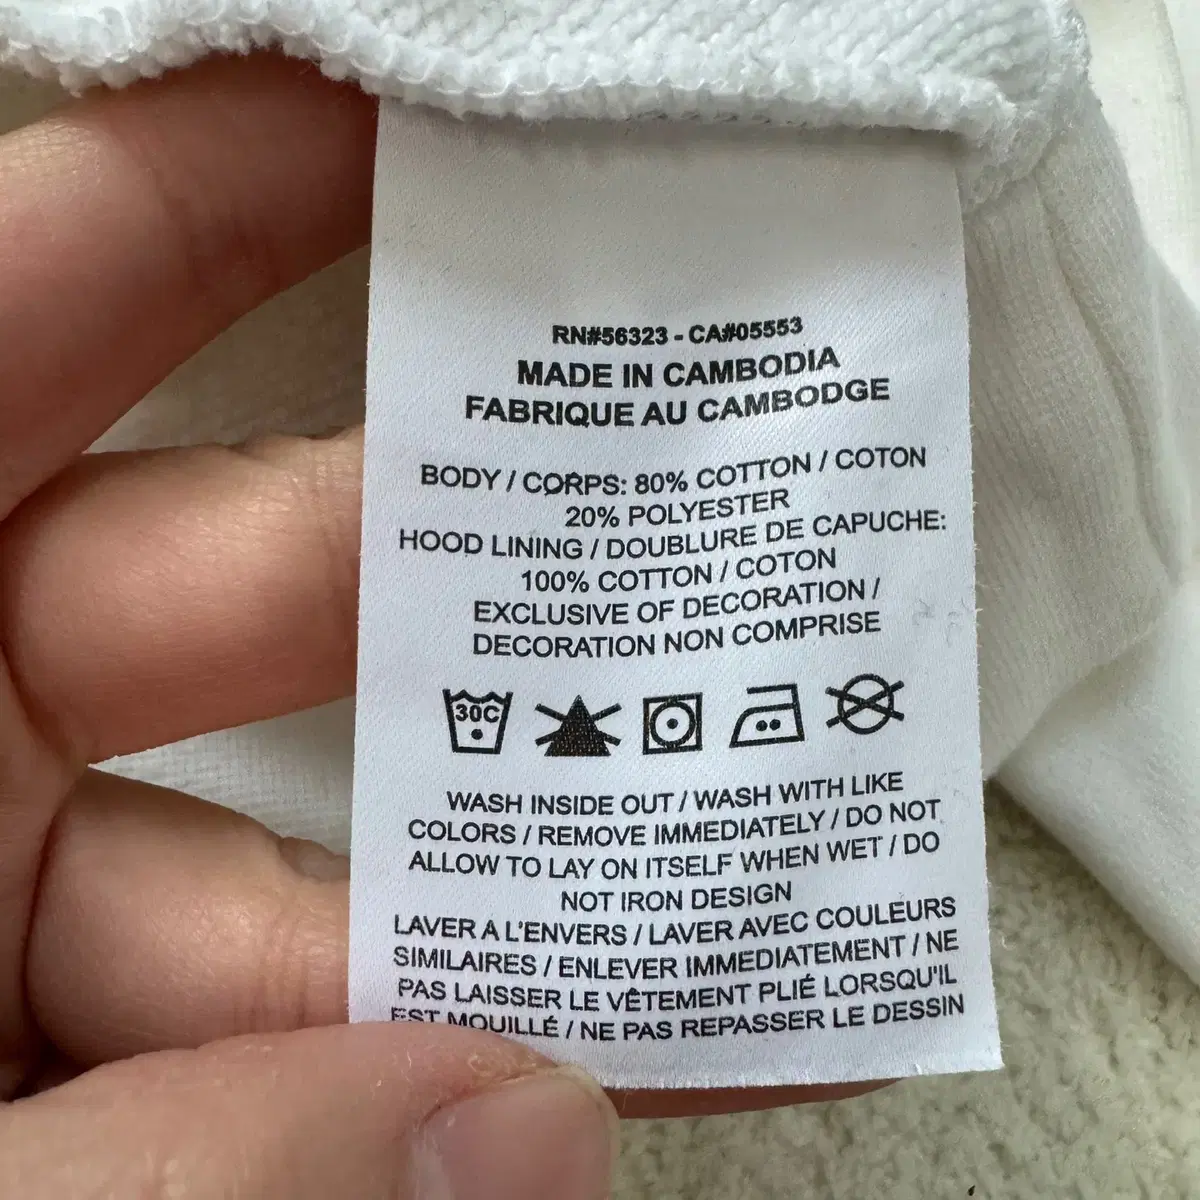 RN#56323 - CA#05553
MADE IN CAMBODIA
FABRIQUE AU CAMBODGE
BODY / CORPS: 80% COTTON / COTON
20% POLYESTER
HOOD LINING / DOUBLURE DE CAPUCHE:
100% COTTON / COTON
EXCLUSIVE OF DECORATION /
DECORATION NON COMPRISE
30C
WASH INSIDE OUT / WASH WITH LIKE
COLORS / REMOVE IMMEDIATELY / DO NOT
ALLOW TO LAY ON ITSELF WHEN WET / DO
NOT IRON DESIGN
LAVER A L'ENVERS / LAVER AVEC COULEURS
SIMILAIRES / ENLEVER IMMEDIATEMENT / NE
PAS LAISSER LE VÊTEMENT PLIÉ LORSQU'IL
EST MOUILLÉ / NE PAS REPASSER LE DESSIN